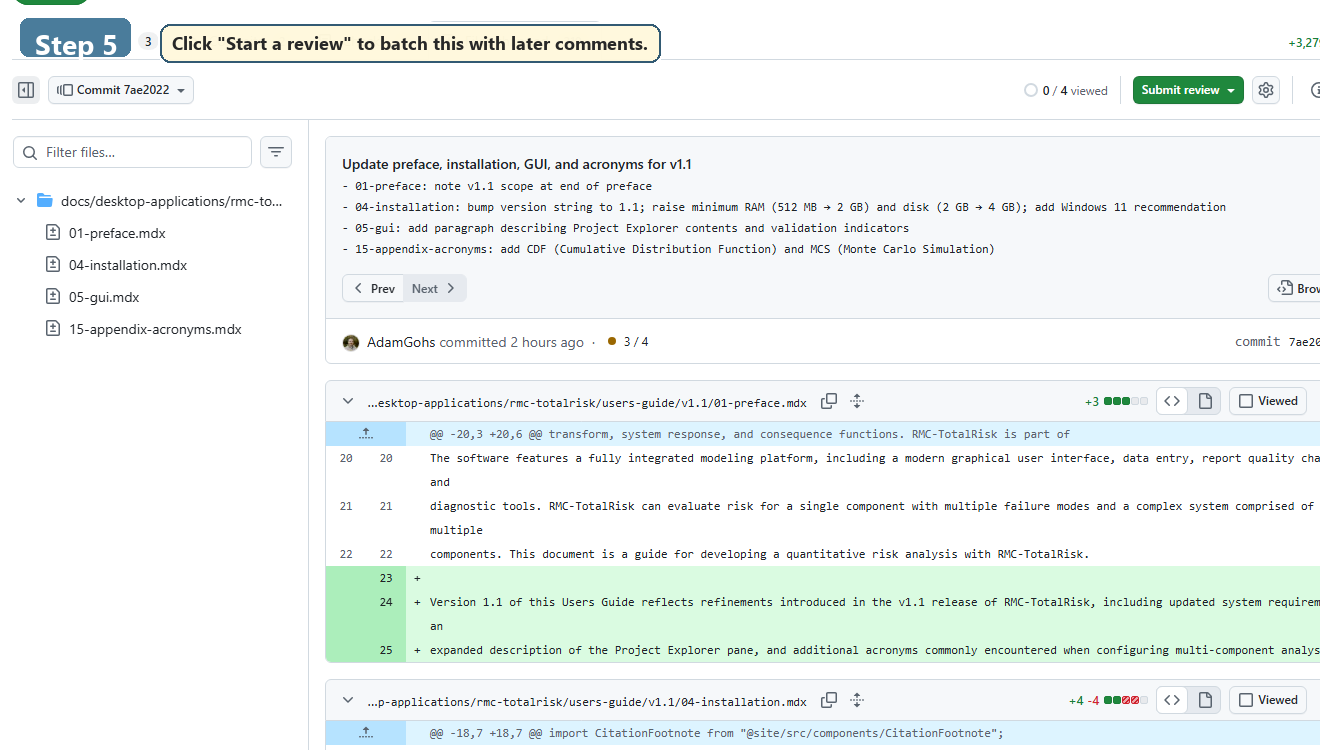 Step 5
3
Click "Start a review" to batch this with later comments.
+3,279
Commit 7ae2022
0 / 4 viewed
Submit review
Filter files...
docs/desktop-applications/rmc-to...
01-preface.mdx
04-installation.mdx
05-gui.mdx
15-appendix-acronyms.mdx
Update preface, installation, GUI, and acronyms for v1.1
- 01-preface: note v1.1 scope at end of preface
- 04-installation: bump version string to 1.1; raise minimum RAM (512 MB → 2 GB) and disk (2 GB → 4 GB); add Windows 11 recommendation
- 05-gui: add paragraph describing Project Explorer contents and validation indicators
- 15-appendix-acronyms: add CDF (Cumulative Distribution Function) and MCS (Monte Carlo Simulation)
Prev Next
Brow
AdamGohs committed 2 hours ago · 3 / 4
commit 7ae20
...esktop-applications/rmc-totalrisk/users-guide/v1.1/01-preface.mdx
+3
Viewed
@@ -20,3 +20,6 @@ transform, system response, and consequence functions. RMC-TotalRisk is part of
20 20 The software features a fully integrated modeling platform, including a modern graphical user interface, data entry, report quality cha
and
21 21 diagnostic tools. RMC-TotalRisk can evaluate risk for a single component with multiple failure modes and a complex system comprised of
multiple
22 22 components. This document is a guide for developing a quantitative risk analysis with RMC-TotalRisk.
23 +
24 + Version 1.1 of this Users Guide reflects refinements introduced in the v1.1 release of RMC-TotalRisk, including updated system requirem
an
25 + expanded description of the Project Explorer pane, and additional acronyms commonly encountered when configuring multi-component analys
...p-applications/rmc-totalrisk/users-guide/v1.1/04-installation.mdx
+4 -4
Viewed
@@ -18,7 +18,7 @@ import CitationFootnote from "@site/src/components/CitationFootnote";